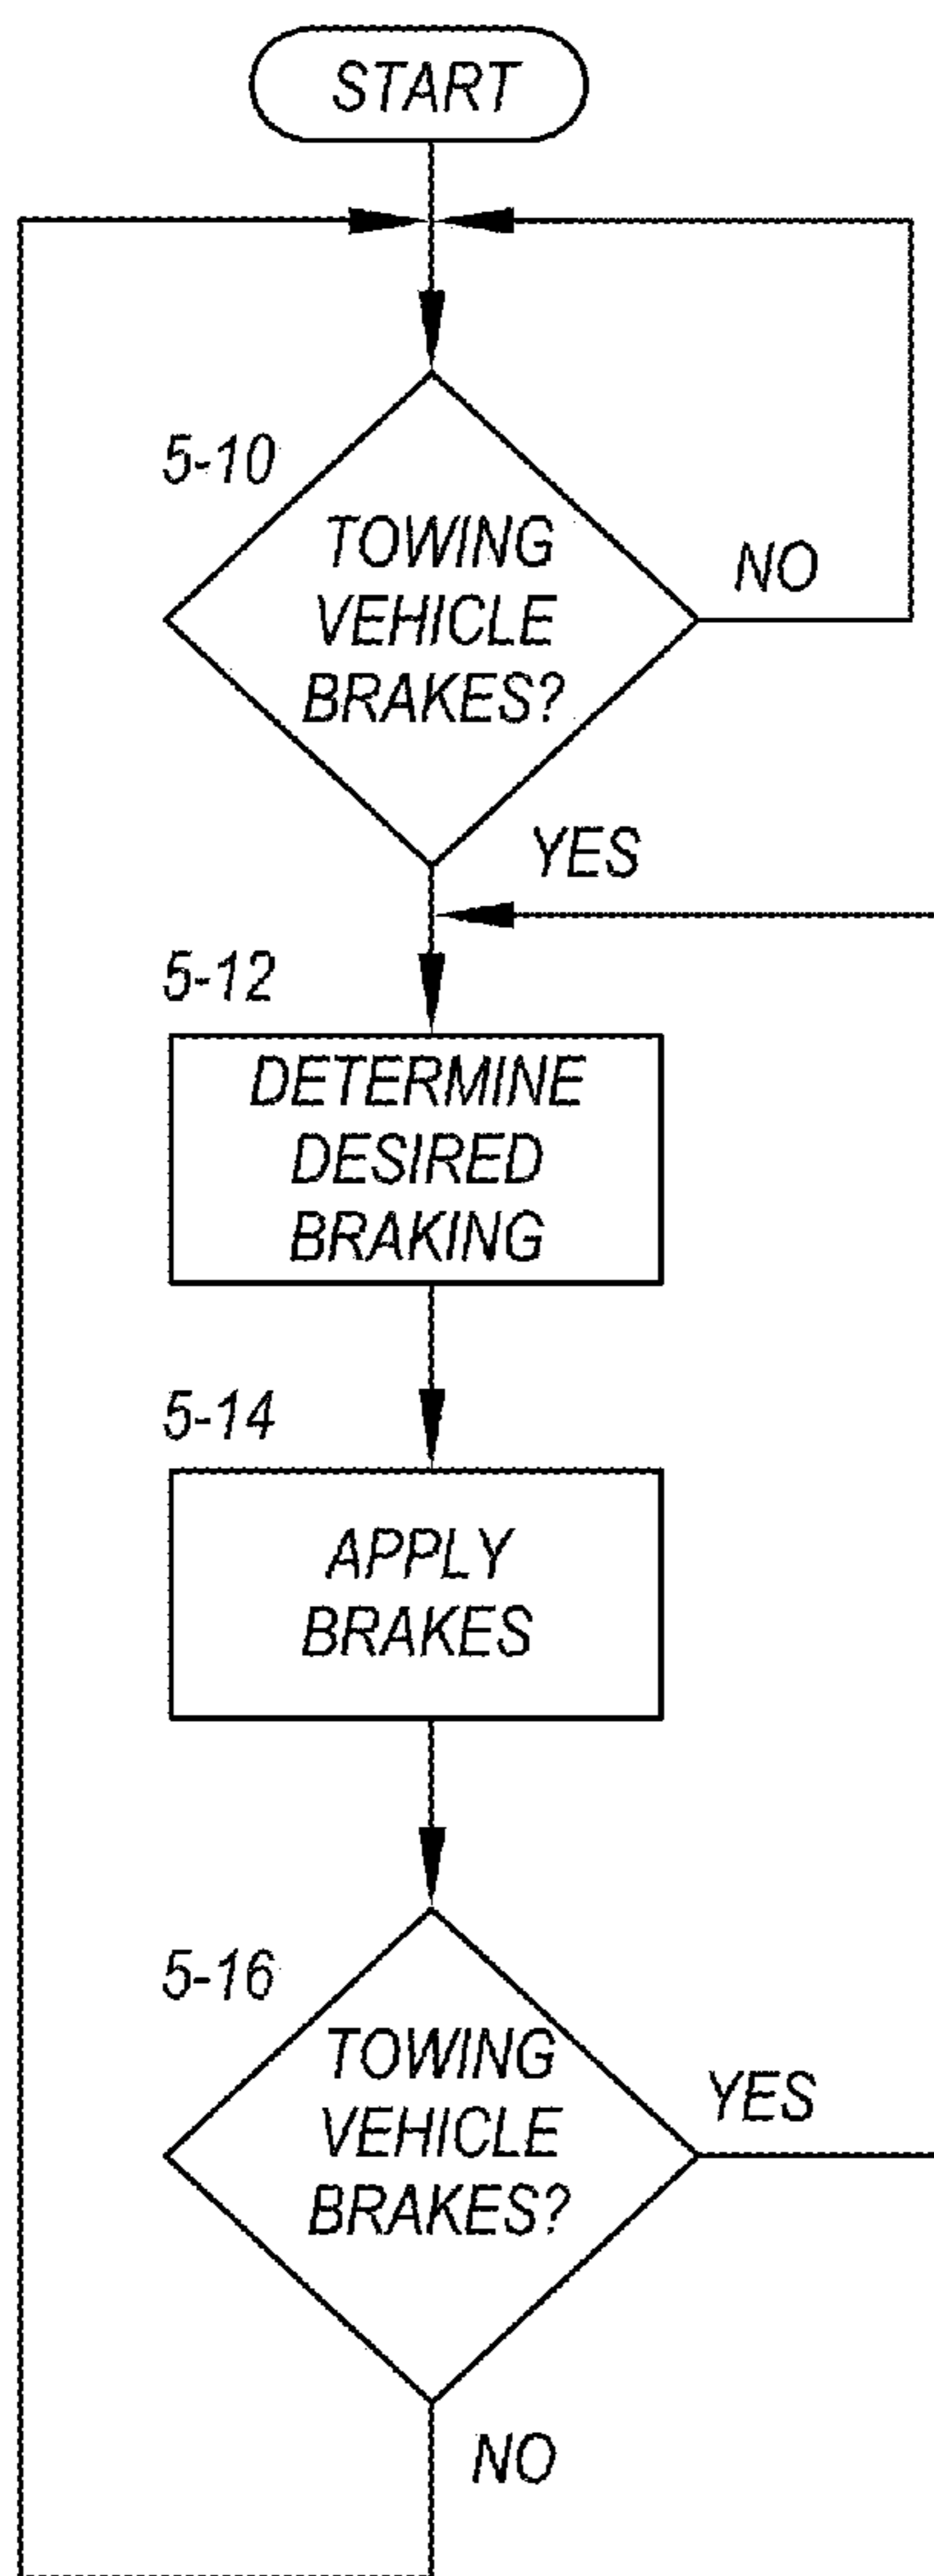 START
5-10
TOWING
VEHICLE
BRAKES?
NO
YES
5-12
DETERMINE
DESIRED
BRAKING
5-14
APPLY
BRAKES
5-16
TOWING
VEHICLE
BRAKES?
YES
NO